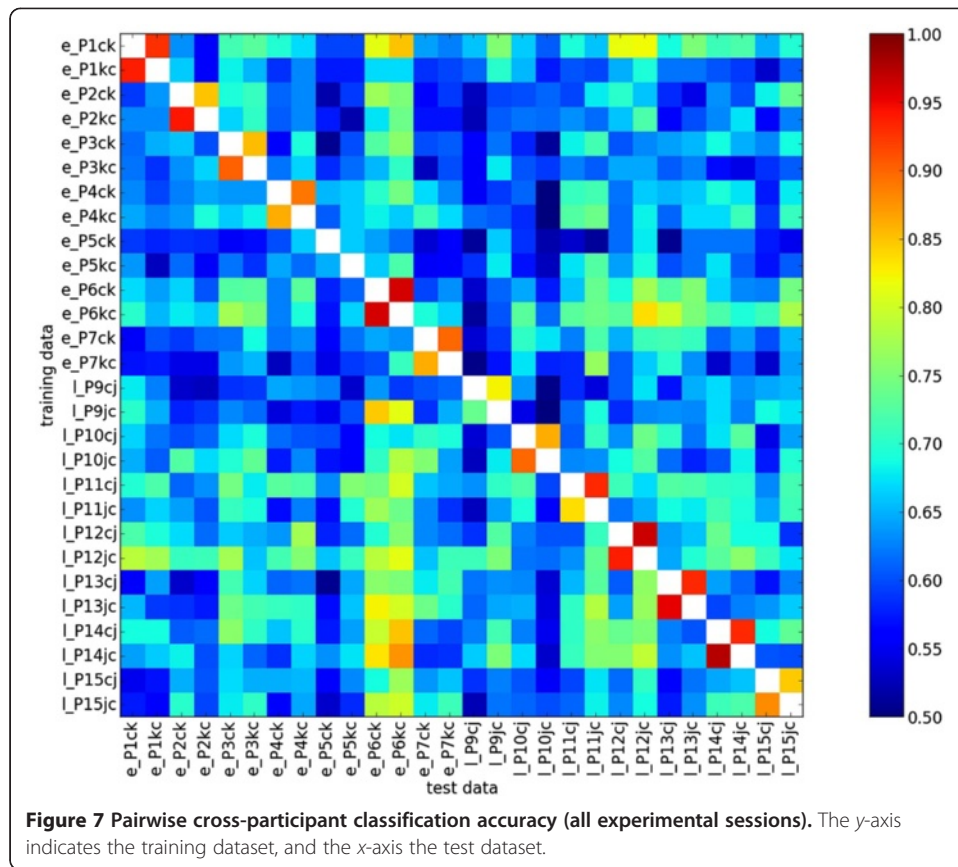 e_P1ck
e_P1kc
e_P2ck
e_P2kc
e_P3ck
e_P3kc
e_P4ck
e_P4kc
e_P5ck
e_P5kc
e_P6ck
e_P6kc
e_P7ck
e_P7kc
l_P9cj
l_P9jc
l_P10cj
l_P10jc
l_P11cj
l_P11jc
l_P12cj
l_P12jc
l_P13cj
l_P13jc
l_P14cj
l_P14jc
l_P15cj
l_P15jc
training data
e_P1ck
e_P1kc
e_P2ck
e_P2kc
e_P3ck
e_P3kc
e_P4ck
e_P4kc
e_P5ck
e_P5kc
e_P6ck
e_P6kc
e_P7ck
e_P7kc
l_P9cj
l_P9jc
l_P10cj
l_P10jc
l_P11cj
l_P11jc
l_P12cj
l_P12jc
l_P13cj
l_P13jc
l_P14cj
l_P14jc
l_P15cj
l_P15jc
test data
1.00
0.95
0.90
0.85
0.80
0.75
0.70
0.65
0.60
0.55
0.50
Figure 7 Pairwise cross-participant classification accuracy (all experimental sessions). The y-axis
indicates the training dataset, and the x-axis the test dataset.